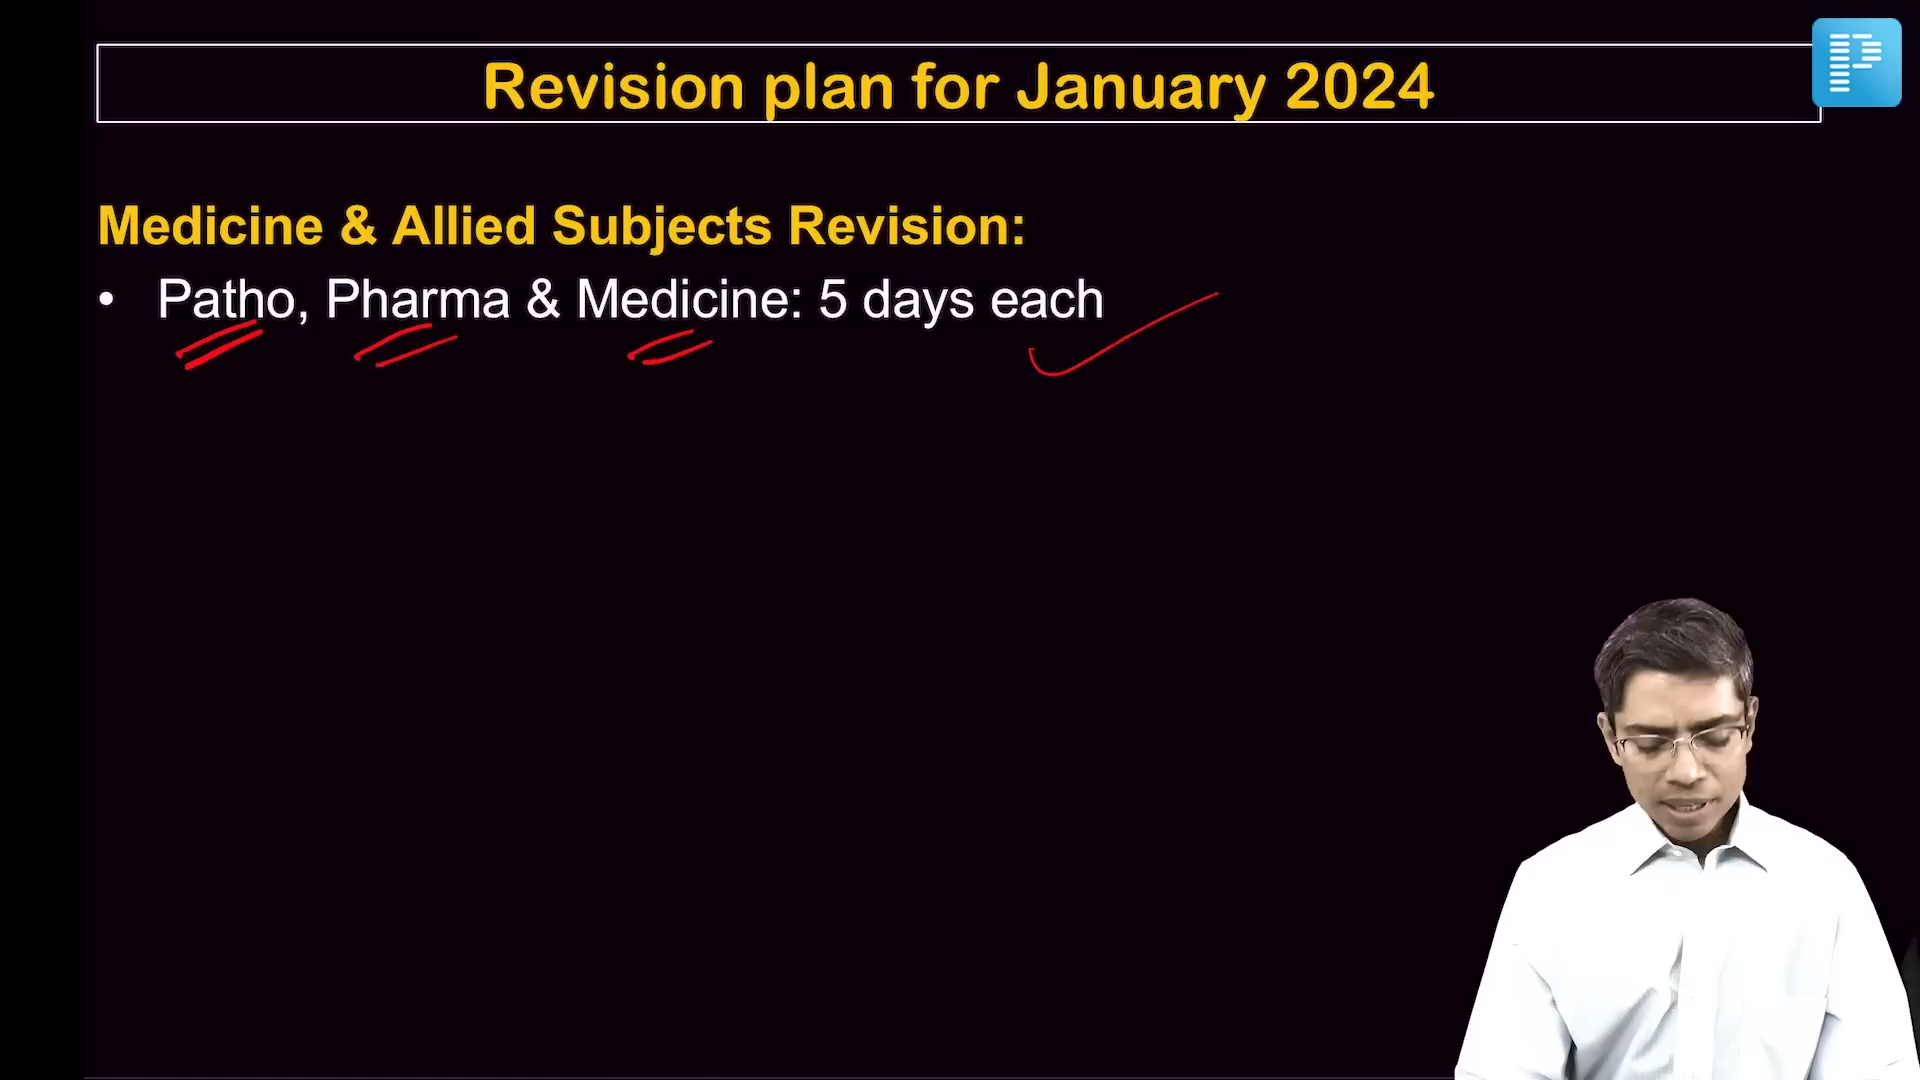 Revision plan for January 2024
Medicine & Allied Subjects Revision:
• Patho, Pharma & Medicine: 5 days each